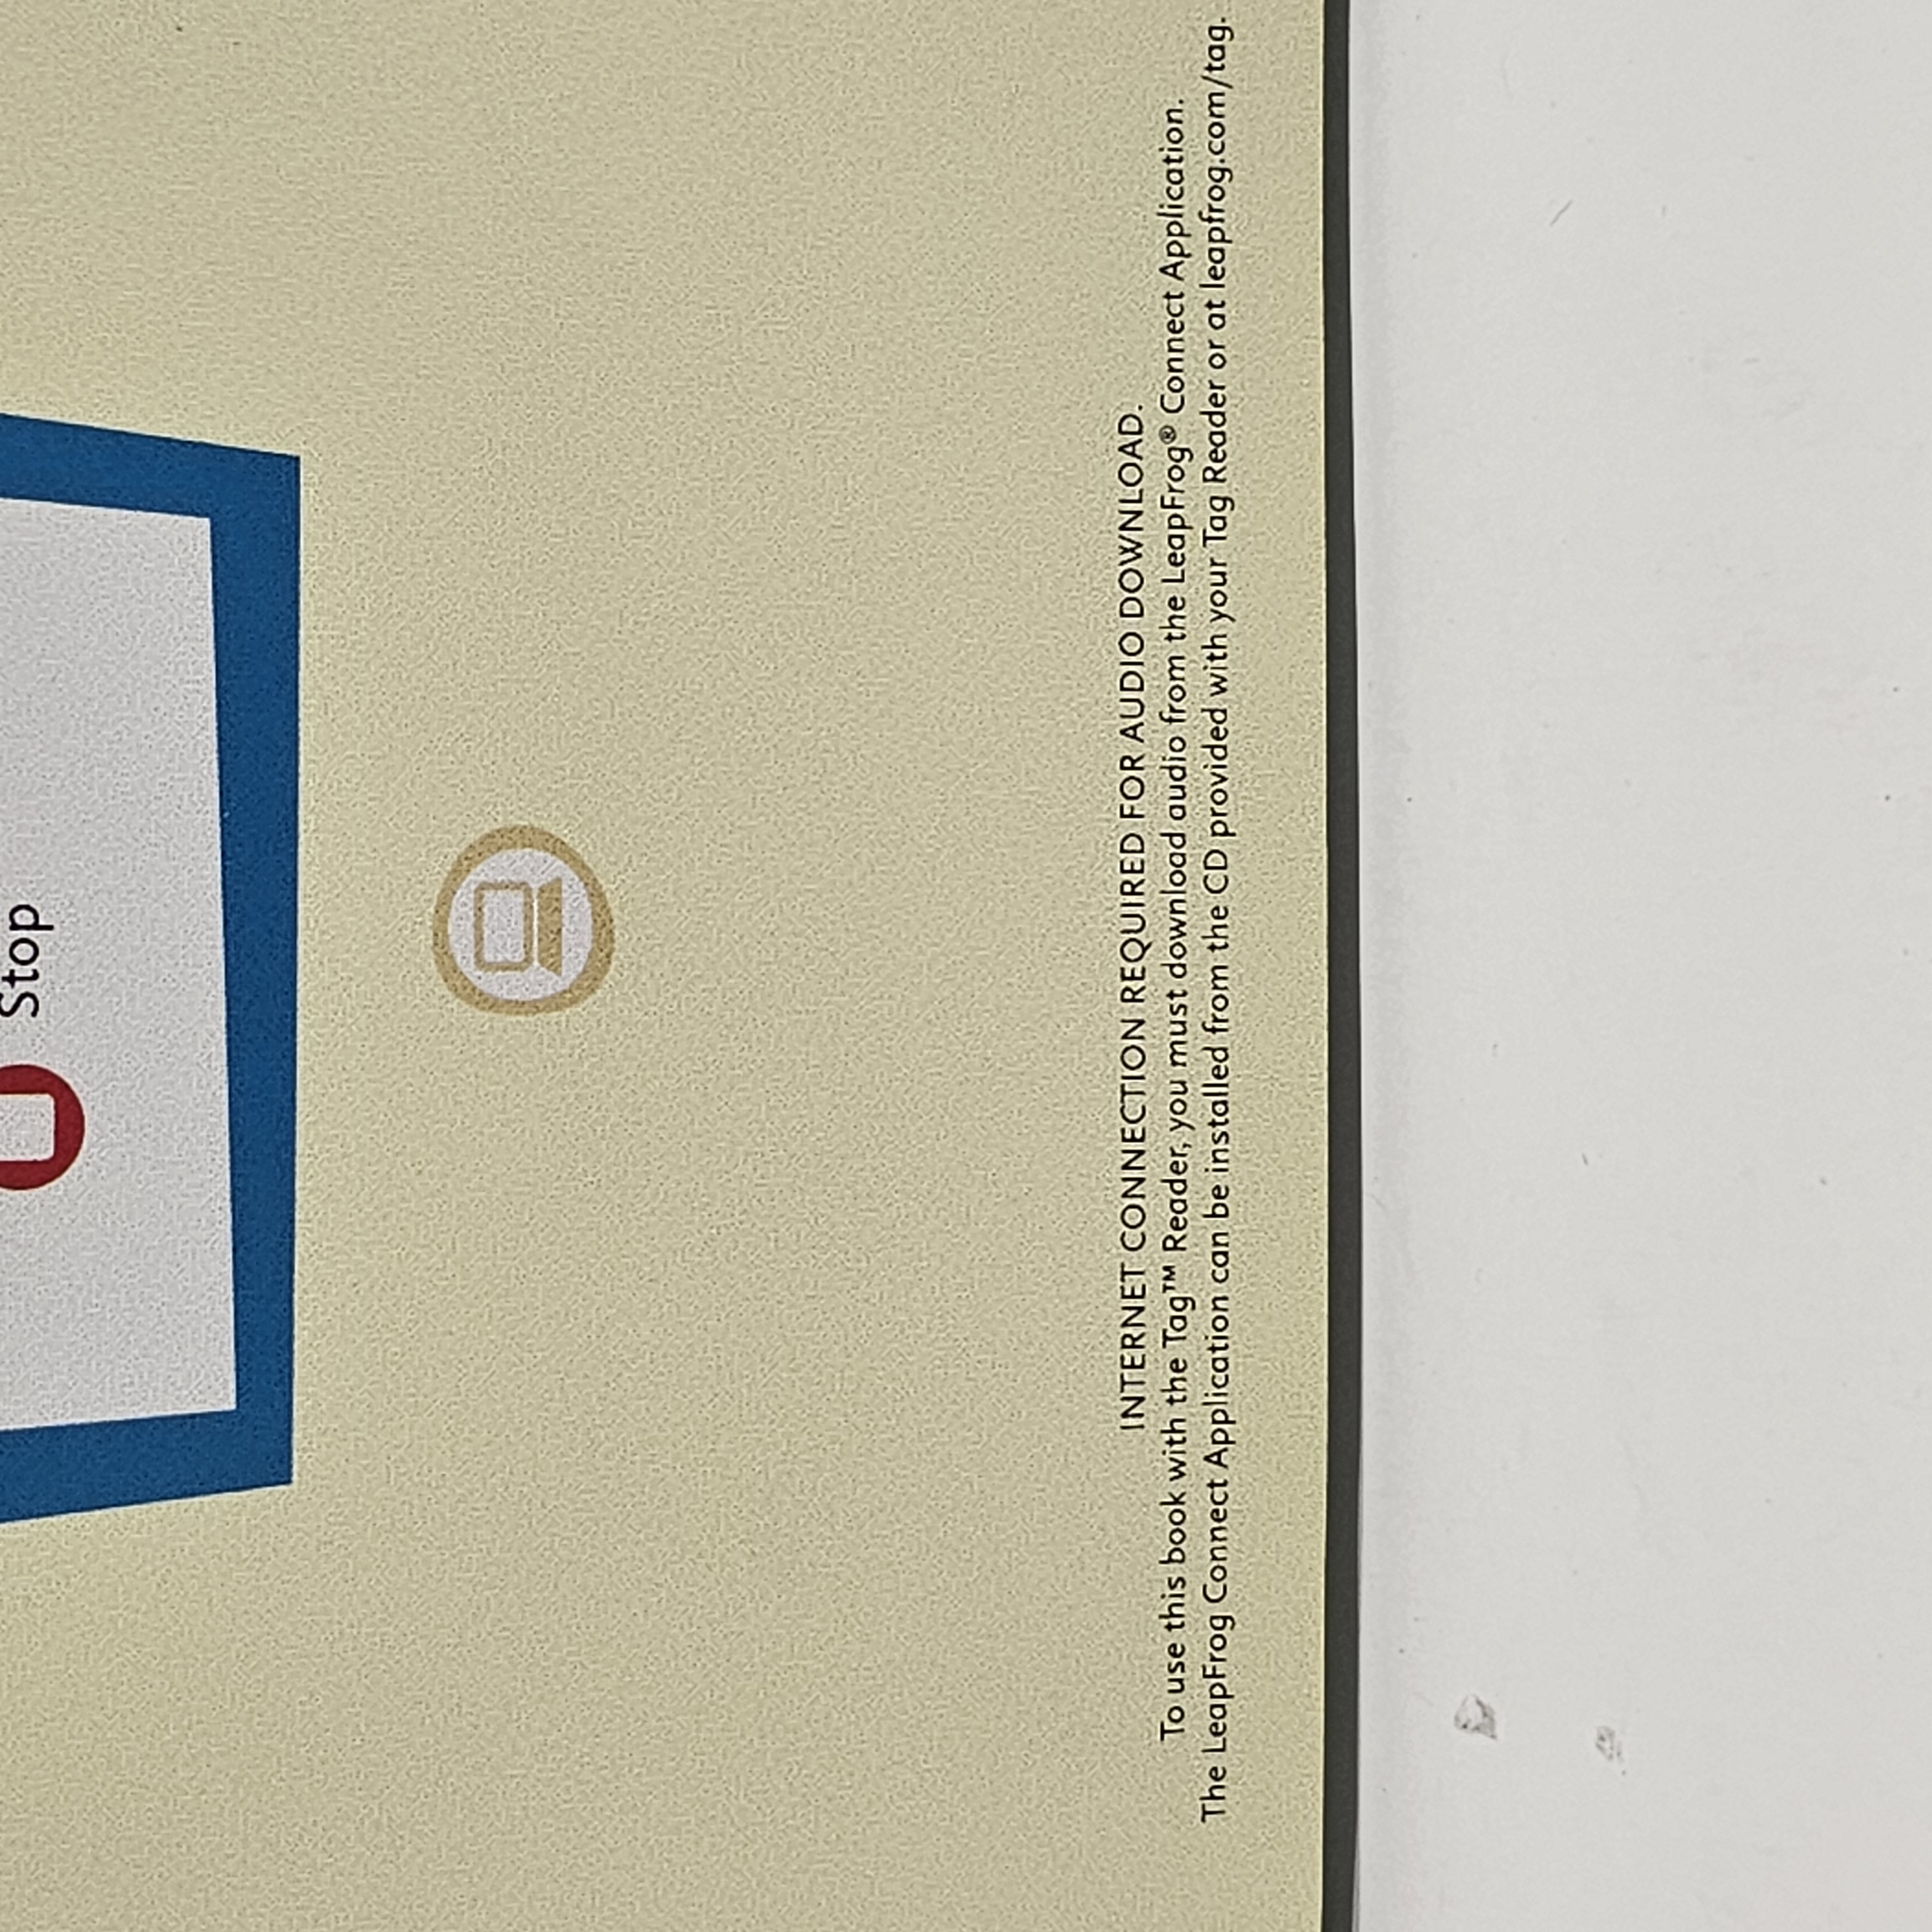 Stop
INTERNET CONNECTION REQUIRED FOR AUDIO DOWNLOAD.
To use this book with the Tag™ Reader, you must download audio from the LeapFrog® Connect Application.
The LeapFrog Connect Application can be installed from the CD provided with your Tag Reader or at leapfrog.com/tag.